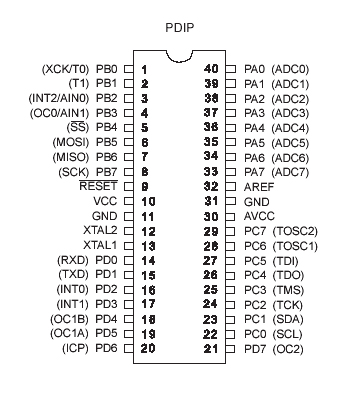 PDIP
(XCK/T0) PB0 1 40 PA0 (ADC0)
(T1) PB1 2 39 PA1 (ADC1)
(INT2/AIN0) PB2 3 38 PA2 (ADC2)
(OC0/AIN1) PB3 4 37 PA3 (ADC3)
(S̅S̅) PB4 5 36 PA4 (ADC4)
(MOSI) PB5 6 35 PA5 (ADC5)
(MISO) PB6 7 34 PA6 (ADC6)
(SCK) PB7 8 33 PA7 (ADC7)
R̅E̅S̅E̅T̅ 9 32 AREF
VCC 10 31 GND
GND 11 30 AVCC
XTAL2 12 29 PC7 (TOSC2)
XTAL1 13 28 PC6 (TOSC1)
(RXD) PD0 14 27 PC5 (TDI)
(TXD) PD1 15 26 PC4 (TDO)
(INT0) PD2 16 25 PC3 (TMS)
(INT1) PD3 17 24 PC2 (TCK)
(OC1B) PD4 18 23 PC1 (SDA)
(OC1A) PD5 19 22 PC0 (SCL)
(ICP) PD6 20 21 PD7 (OC2)